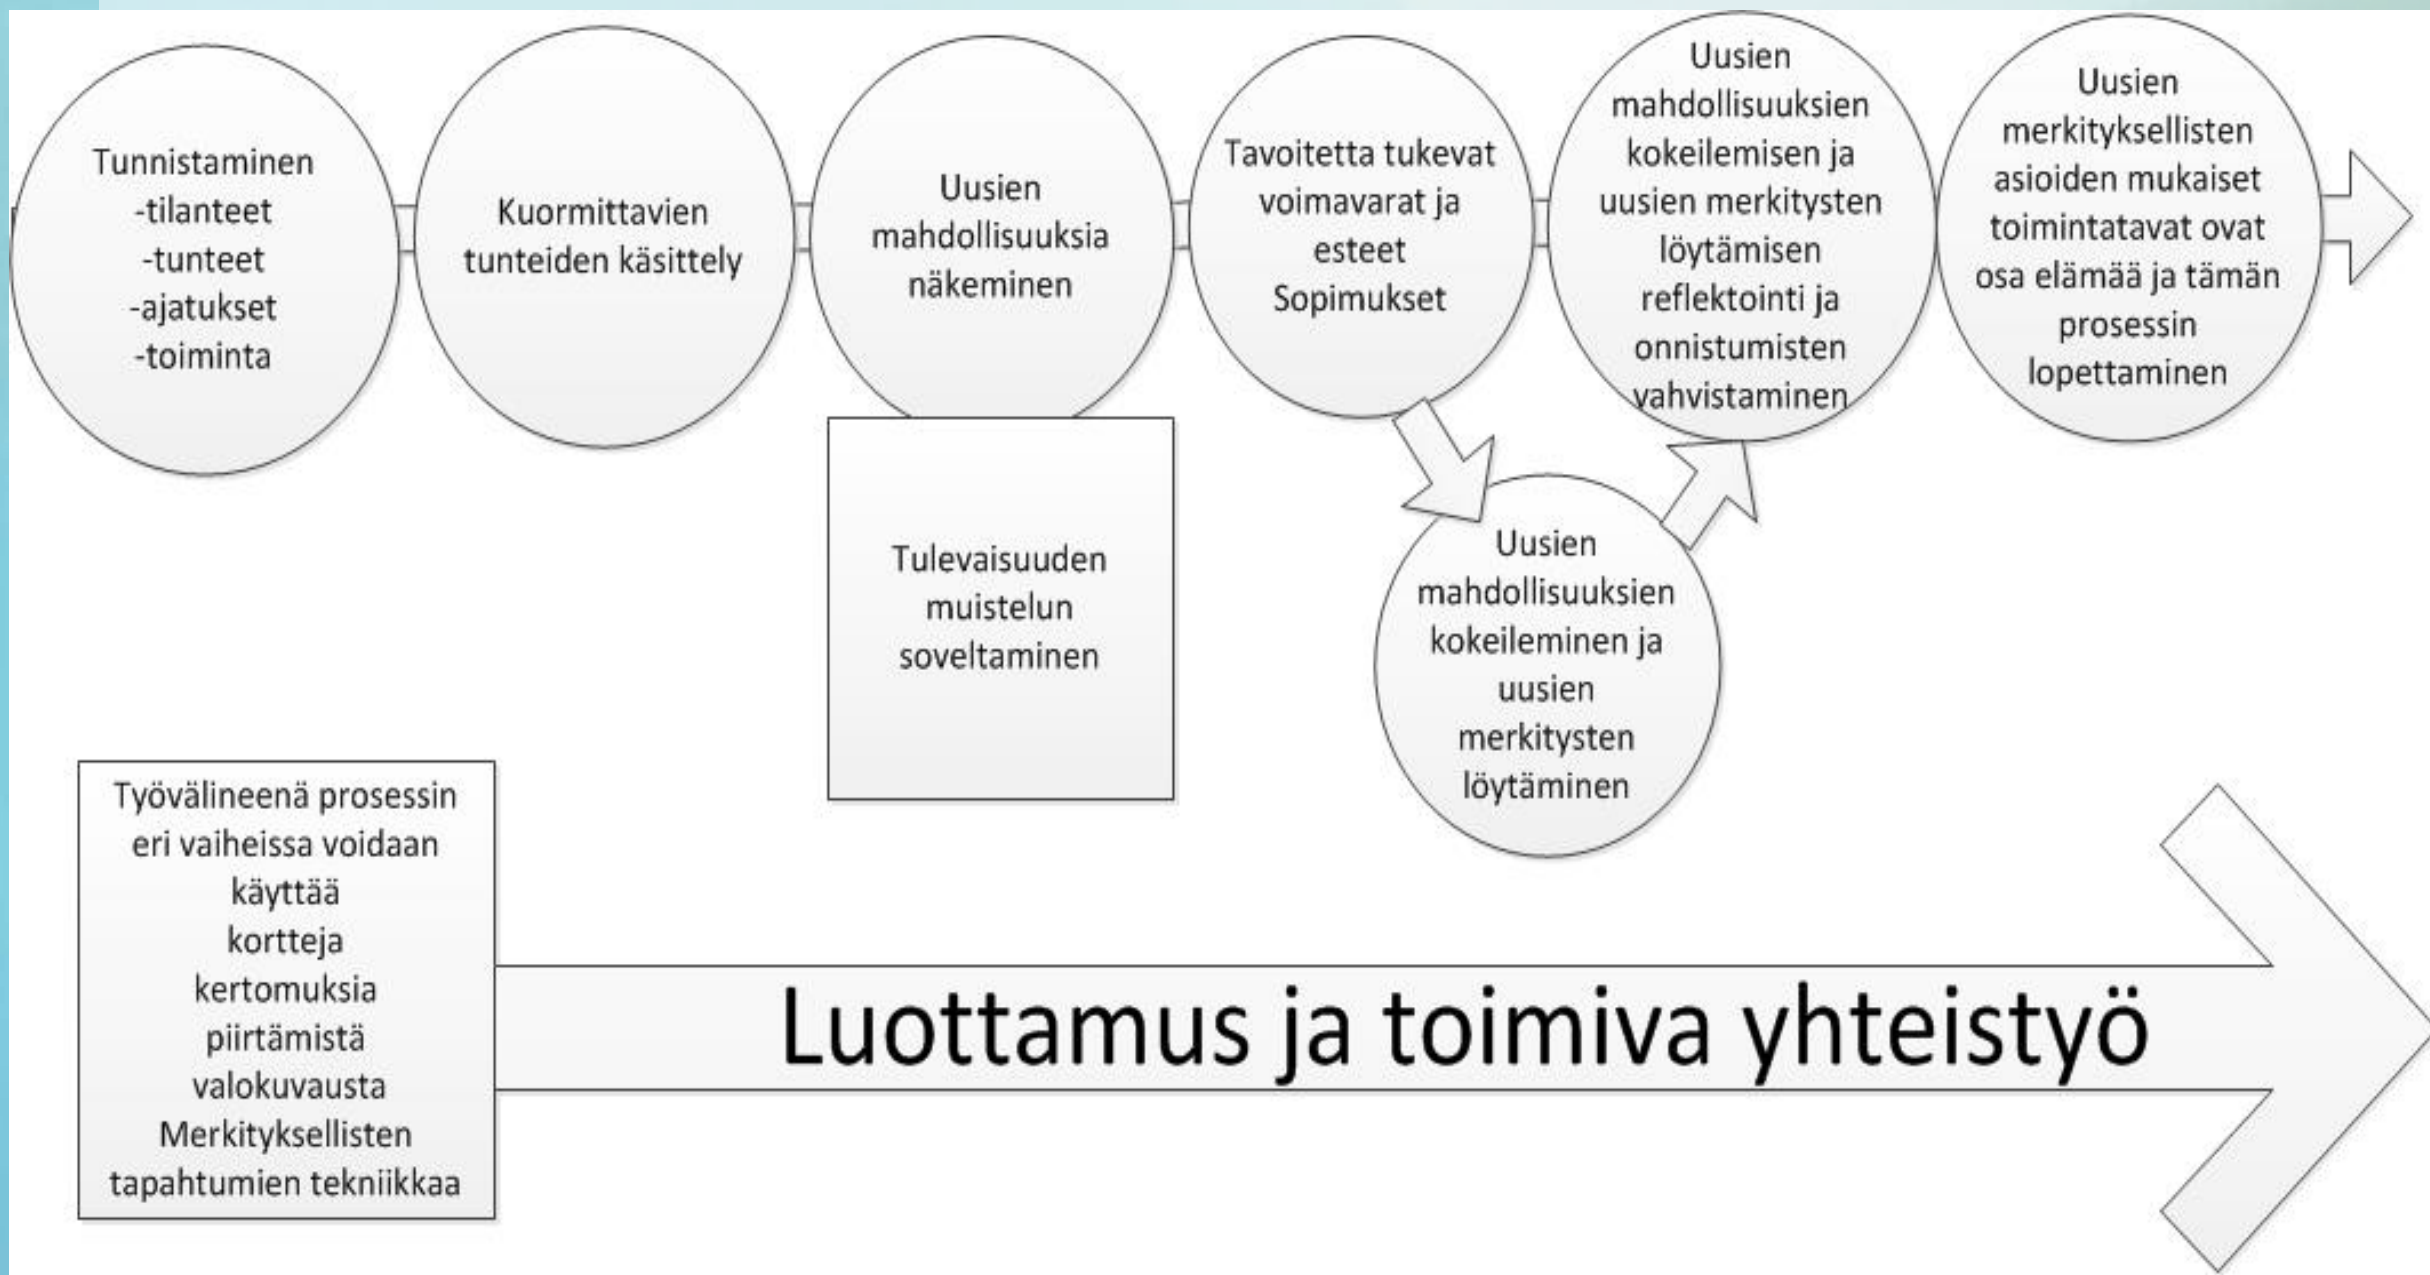 Tunnistaminen
-tilanteet
-tunteet
-ajatukset
-toiminta
Kuormittavien
tunteiden käsittely
Uusien
mahdollisuuksia
näkeminen
Tulevaisuuden
muistelun
soveltaminen
Tavoitetta tukevat
voimavarat ja
esteet
Sopimukset
Uusien
mahdollisuuksien
kokeileminen ja
uusien
merkitysten
löytäminen
Uusien
mahdollisuuksien
kokeilemisen ja
uusien merkitysten
löytämisen
reflektointi ja
onnistumisten
vahvistaminen
Uusien
merkityksellisten
asioiden mukaiset
toimintatavat ovat
osa elämää ja tämän
prosessin
lopettaminen
Työvälineenä prosessin
eri vaiheissa voidaan
käyttää
kortteja
kertomuksia
piirtämistä
valokuvausta
Merkityksellisten
tapahtumien tekniikkaa
Luottamus ja toimiva yhteistyö